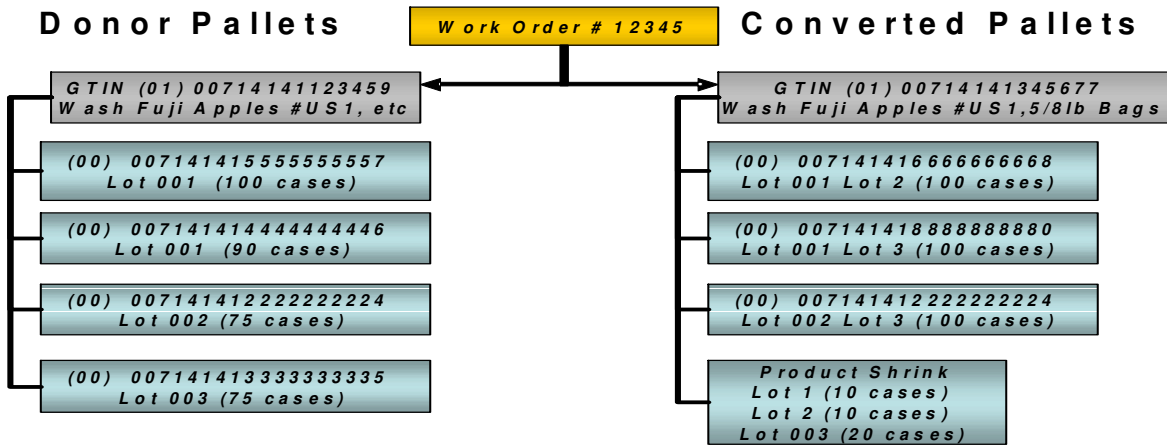 Donor Pallets
Work Order # 12345
Converted Pallets
GTIN (01) 00714141123459
Wash Fuji Apples #US1, etc
(00) 007141415555555557
Lot 001 (100 cases)
(00) 007141414444444446
Lot 001 (90 cases)
(00) 007141412222222224
Lot 002 (75 cases)
(00) 007141413333333335
Lot 003 (75 cases)
GTIN (01) 00714141345677
Wash Fuji Apples #US1,5/8lb Bags
(00) 007141416666666668
Lot 001 Lot 2 (100 cases)
(00) 007141418888888880
Lot 001 Lot 3 (100 cases)
(00) 007141412222222224
Lot 002 Lot 3 (100 cases)
Product Shrink
Lot 1 (10 cases)
Lot 2 (10 cases)
Lot 003 (20 cases)